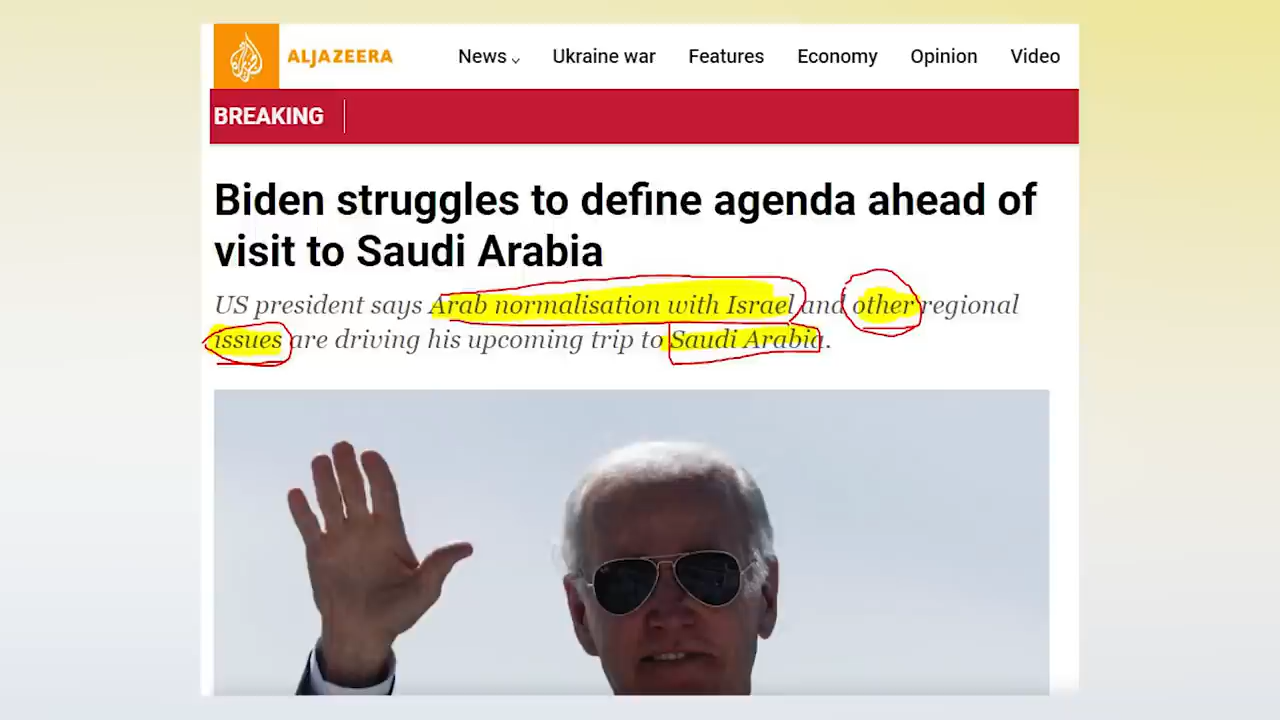 ALJAZEERA
News Ukraine war Features Economy Opinion Video
BREAKING
Biden struggles to define agenda ahead of
visit to Saudi Arabia
US president says Arab normalisation with Israel and other regional
issues are driving his upcoming trip to Saudi Arabia.